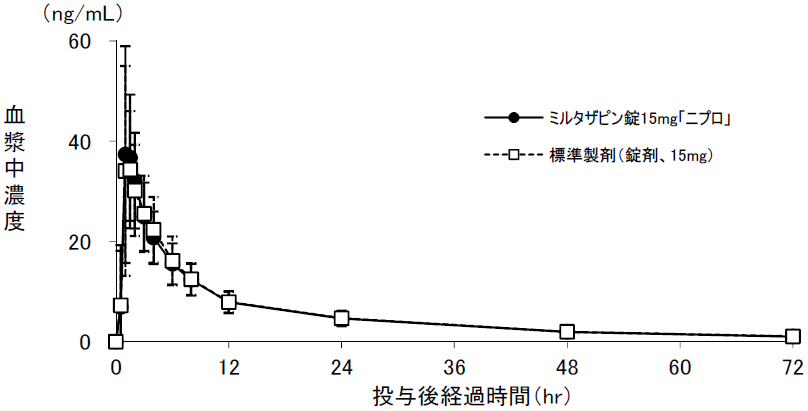 (ng/mL)
60
40
20
0
血漿中濃度
ミルタザピン錠15mg「ニプロ」
標準製剤(錠剤、15mg)
0 12 24 36 48 60 72
投与後経過時間(hr)